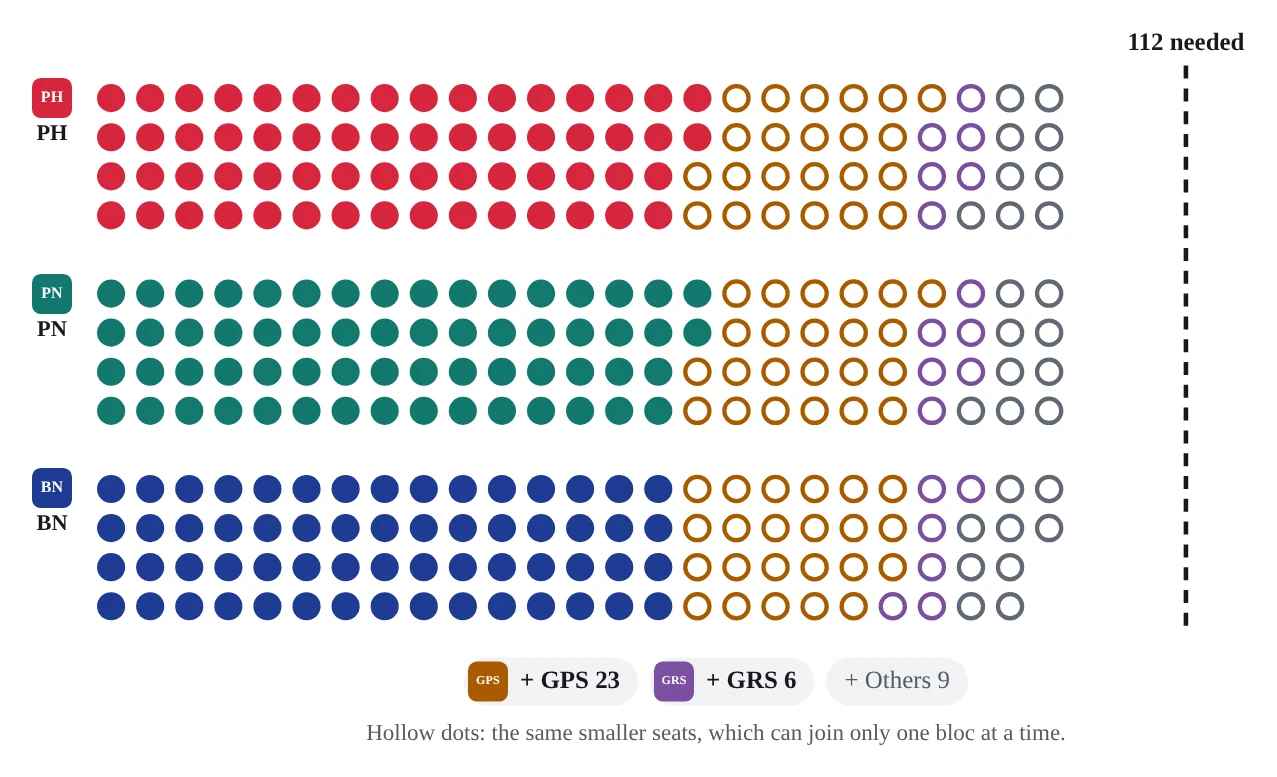 112 needed
PH
PH
PN
PN
BN
BN
GPS + GPS 23 GRS + GRS 6 + Others 9
Hollow dots: the same smaller seats, which can join only one bloc at a time.